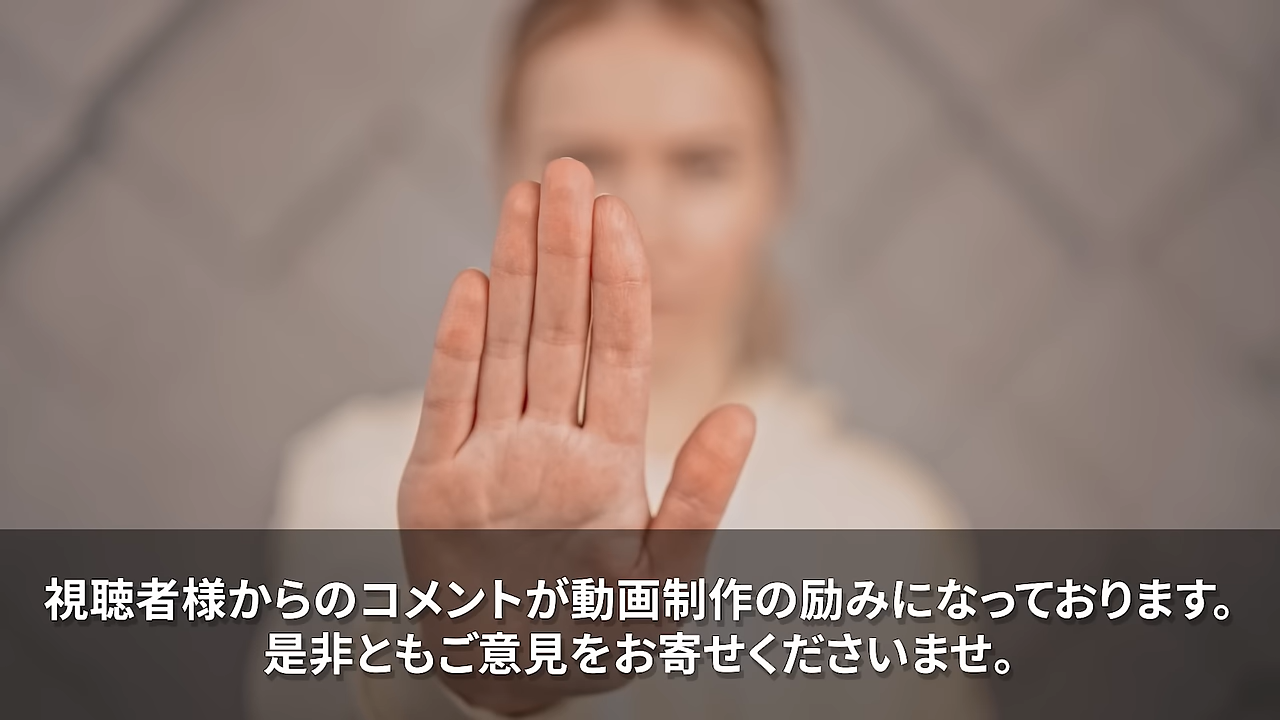 視聴者様からのコメントが動画制作の励みになっております。
是非ともご意見をお寄せくださいませ。